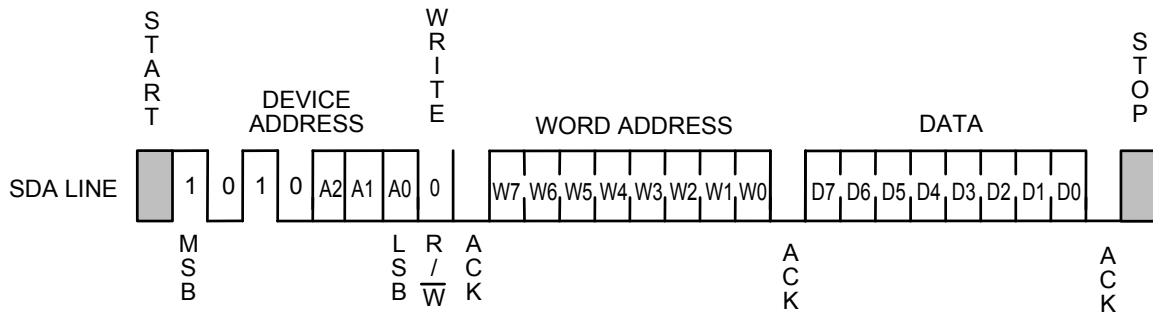 START
WRITE
STOP
DEVICE
ADDRESS
WORD ADDRESS
DATA
SDA LINE
1 0 1 0 A2 A1 A0 0 W7 W6 W5 W4 W3 W2 W1 W0 D7 D6 D5 D4 D3 D2 D1 D0
MSB
LSB
R/W
ACK
ACK
ACK